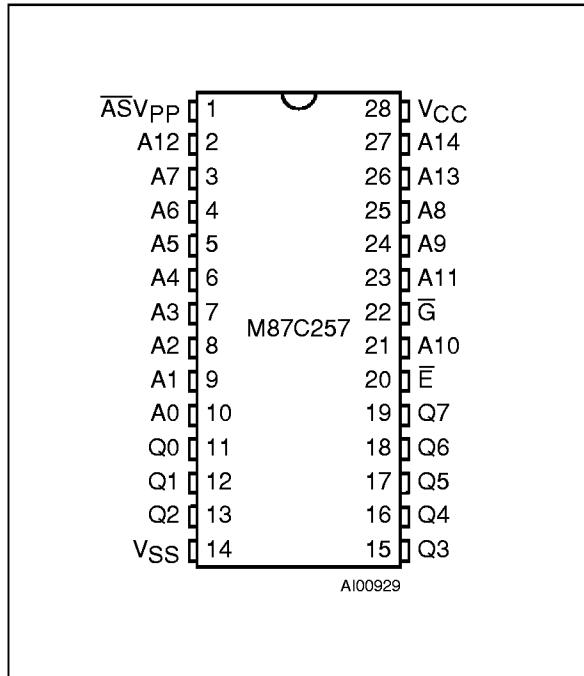 A̅S̅VPP 1 28 VCC
A12 2 27 A14
A7 3 26 A13
A6 4 25 A8
A5 5 24 A9
A4 6 23 A11
A3 7 22 G̅
M87C257
A2 8 21 A10
A1 9 20 E̅
A0 10 19 Q7
Q0 11 18 Q6
Q1 12 17 Q5
Q2 13 16 Q4
VSS 14 15 Q3
AI00929